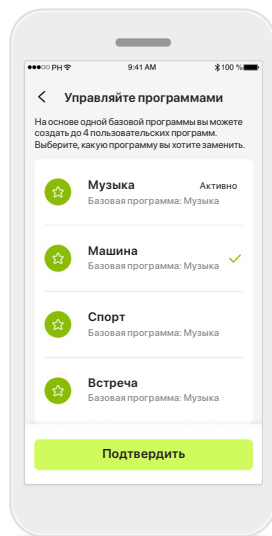 ●●●○○ PH 9:41 AM 100 %
Управляйте программами
На основе одной базовой программы вы можете
создать до 4 пользовательских программ.
Выберите, какую программу вы хотите заменить.
Музыка Активно
Базовая программа: Музыка
Машина
Базовая программа: Музыка
Спорт
Базовая программа: Музыка
Встреча
Базовая программа: Музыка
Подтвердить